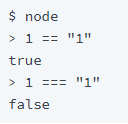 $ node
> 1 == "1"
true
> 1 === "1"
false